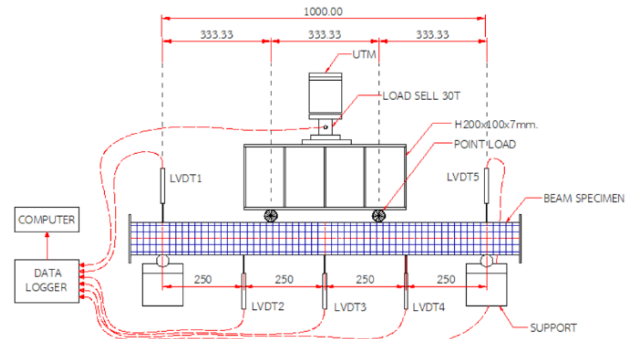 1000.00
333.33 333.33 333.33
UTM
LOAD SELL 30T
H200x100x7mm.
POINT LOAD
LVDT1
LVDT5
BEAM SPECIMEN
COMPUTER
DATA
LOGGER
250 250 250 250
LVDT2 LVDT3 LVDT4
SUPPORT